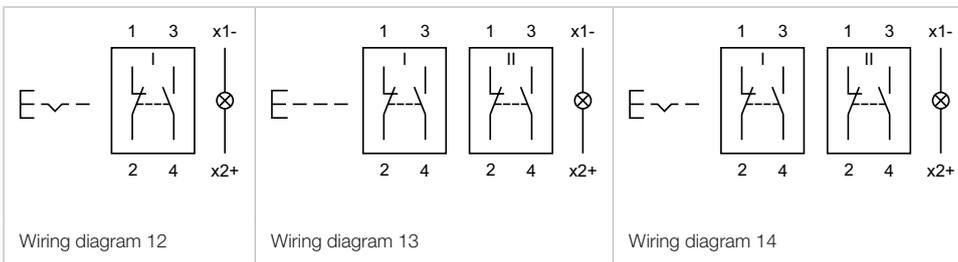 1 3 x1-
I
2 4 x2+
Wiring diagram 12
1 3 1 3 x1-
I II
2 4 2 4 x2+
Wiring diagram 13
1 3 1 3 x1-
I II
2 4 2 4 x2+
Wiring diagram 14